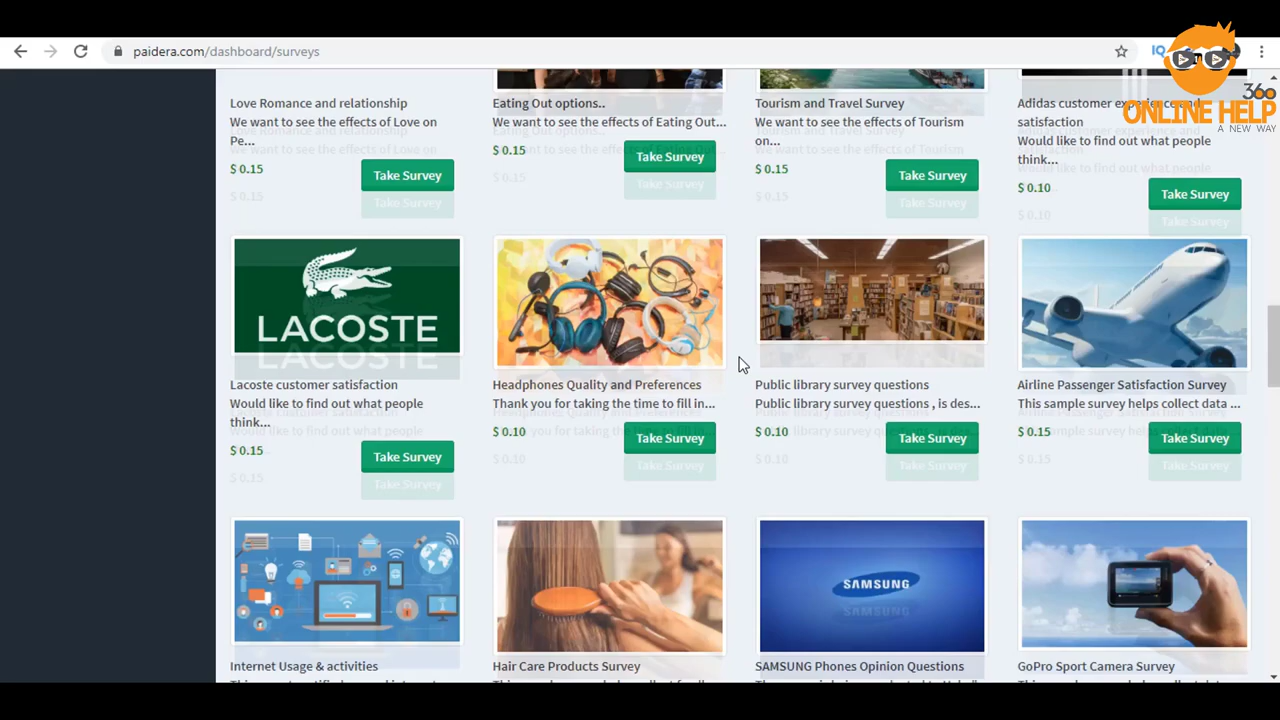 paidera.com/dashboard/surveys
360
ONLINE HELP
A NEW WAY
Love Romance and relationship
We want to see the effects of Love on
Pe...
$ 0.15
Take Survey
Eating Out options..
We want to see the effects of Eating Out...
$ 0.15
Take Survey
Tourism and Travel Survey
We want to see the effects of Tourism
on...
$ 0.15
Take Survey
Adidas customer experience and
satisfaction
Would like to find out what people
think...
$ 0.10
Take Survey
LACOSTE
Lacoste customer satisfaction
Would like to find out what people
think...
$ 0.15
Take Survey
Headphones Quality and Preferences
Thank you for taking the time to fill in...
$ 0.10
Take Survey
Public library survey questions
Public library survey questions , is des...
$ 0.10
Take Survey
Airline Passenger Satisfaction Survey
This sample survey helps collect data ...
$ 0.15
Take Survey
Internet Usage & activities
Hair Care Products Survey
SAMSUNG
SAMSUNG Phones Opinion Questions
GoPro Sport Camera Survey